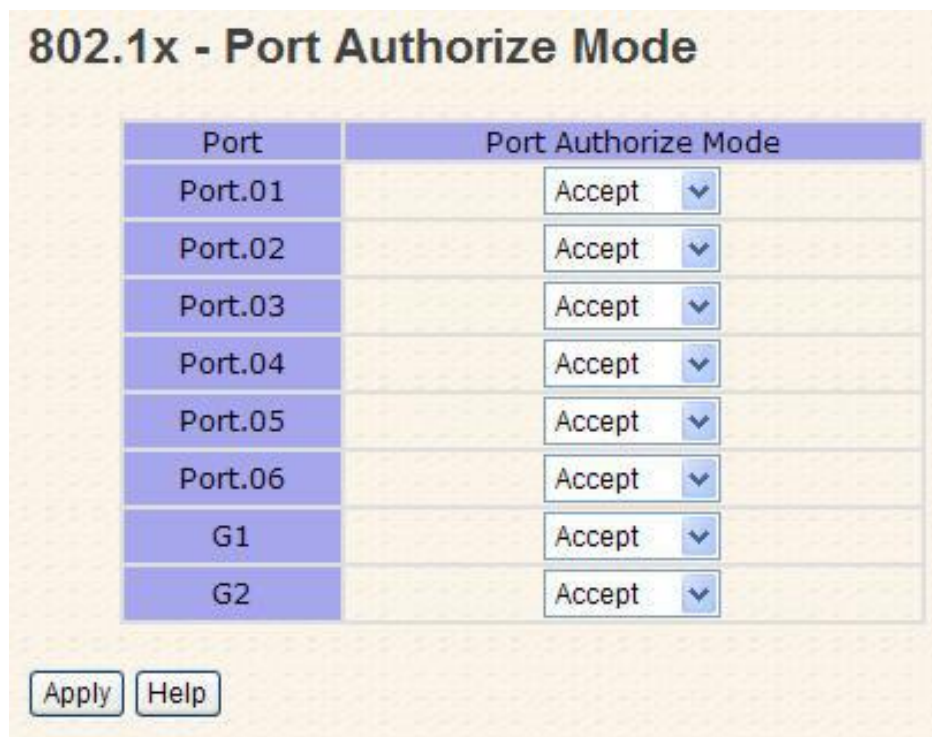 802.1x - Port Authorize Mode
Port Port Authorize Mode
Port.01 Accept
Port.02 Accept
Port.03 Accept
Port.04 Accept
Port.05 Accept
Port.06 Accept
G1 Accept
G2 Accept
Apply Help